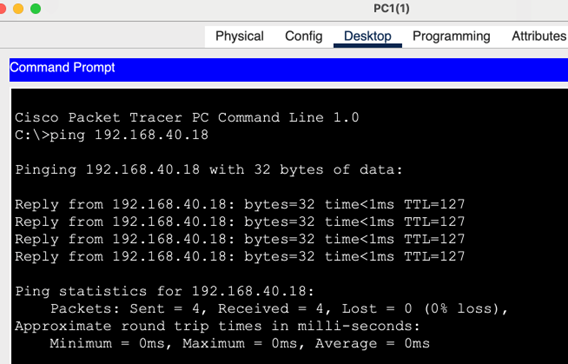 PC1(1)
Physical Config Desktop Programming Attributes
Command Prompt
Cisco Packet Tracer PC Command Line 1.0
C:\>ping 192.168.40.18
Pinging 192.168.40.18 with 32 bytes of data:
Reply from 192.168.40.18: bytes=32 time<1ms TTL=127
Reply from 192.168.40.18: bytes=32 time<1ms TTL=127
Reply from 192.168.40.18: bytes=32 time<1ms TTL=127
Reply from 192.168.40.18: bytes=32 time<1ms TTL=127
Ping statistics for 192.168.40.18:
Packets: Sent = 4, Received = 4, Lost = 0 (0% loss),
Approximate round trip times in milli-seconds:
Minimum = 0ms, Maximum = 0ms, Average = 0ms